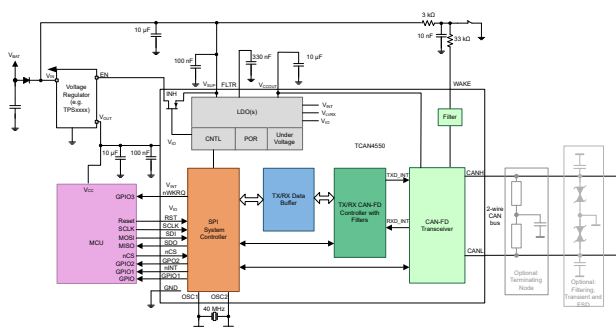 3 kΩ
10 µF
10 nF
33 kΩ
VBAT
VIN
EN
100 nF
330 nF
10 µF
Voltage
Regulator
(e.g.
TPSxxxx)
VSUP
FLTR
VCCOUT
WAKE
INH
VOUT
VIO
LDO(s)
VINT
VIO
Filter
CNTL
POR
Under
Voltage
TCAN4550
10 µF
100 nF
VCC
MCU
GPIO3
Reset
SCLK
MOSI
MISO
nCS
GPIO2
GPIO1
GPIO
GND
VINT
nWKRQ
VIO
RST
SCLK
SDI
SDO
nCS
GPO2
nINT
GPIO1
SPI
System
Controller
TX/RX Data
Buffer
TX/RX CAN-FD
Controller with
Filters
TXD_INT
RXD_INT
CAN-FD
Transceiver
CANH
2-wire
CAN
bus
CANL
Optional:
Terminating
Node
Optional:
Filtering,
Transient and
ESD
OSC1
OSC2
40 MHz